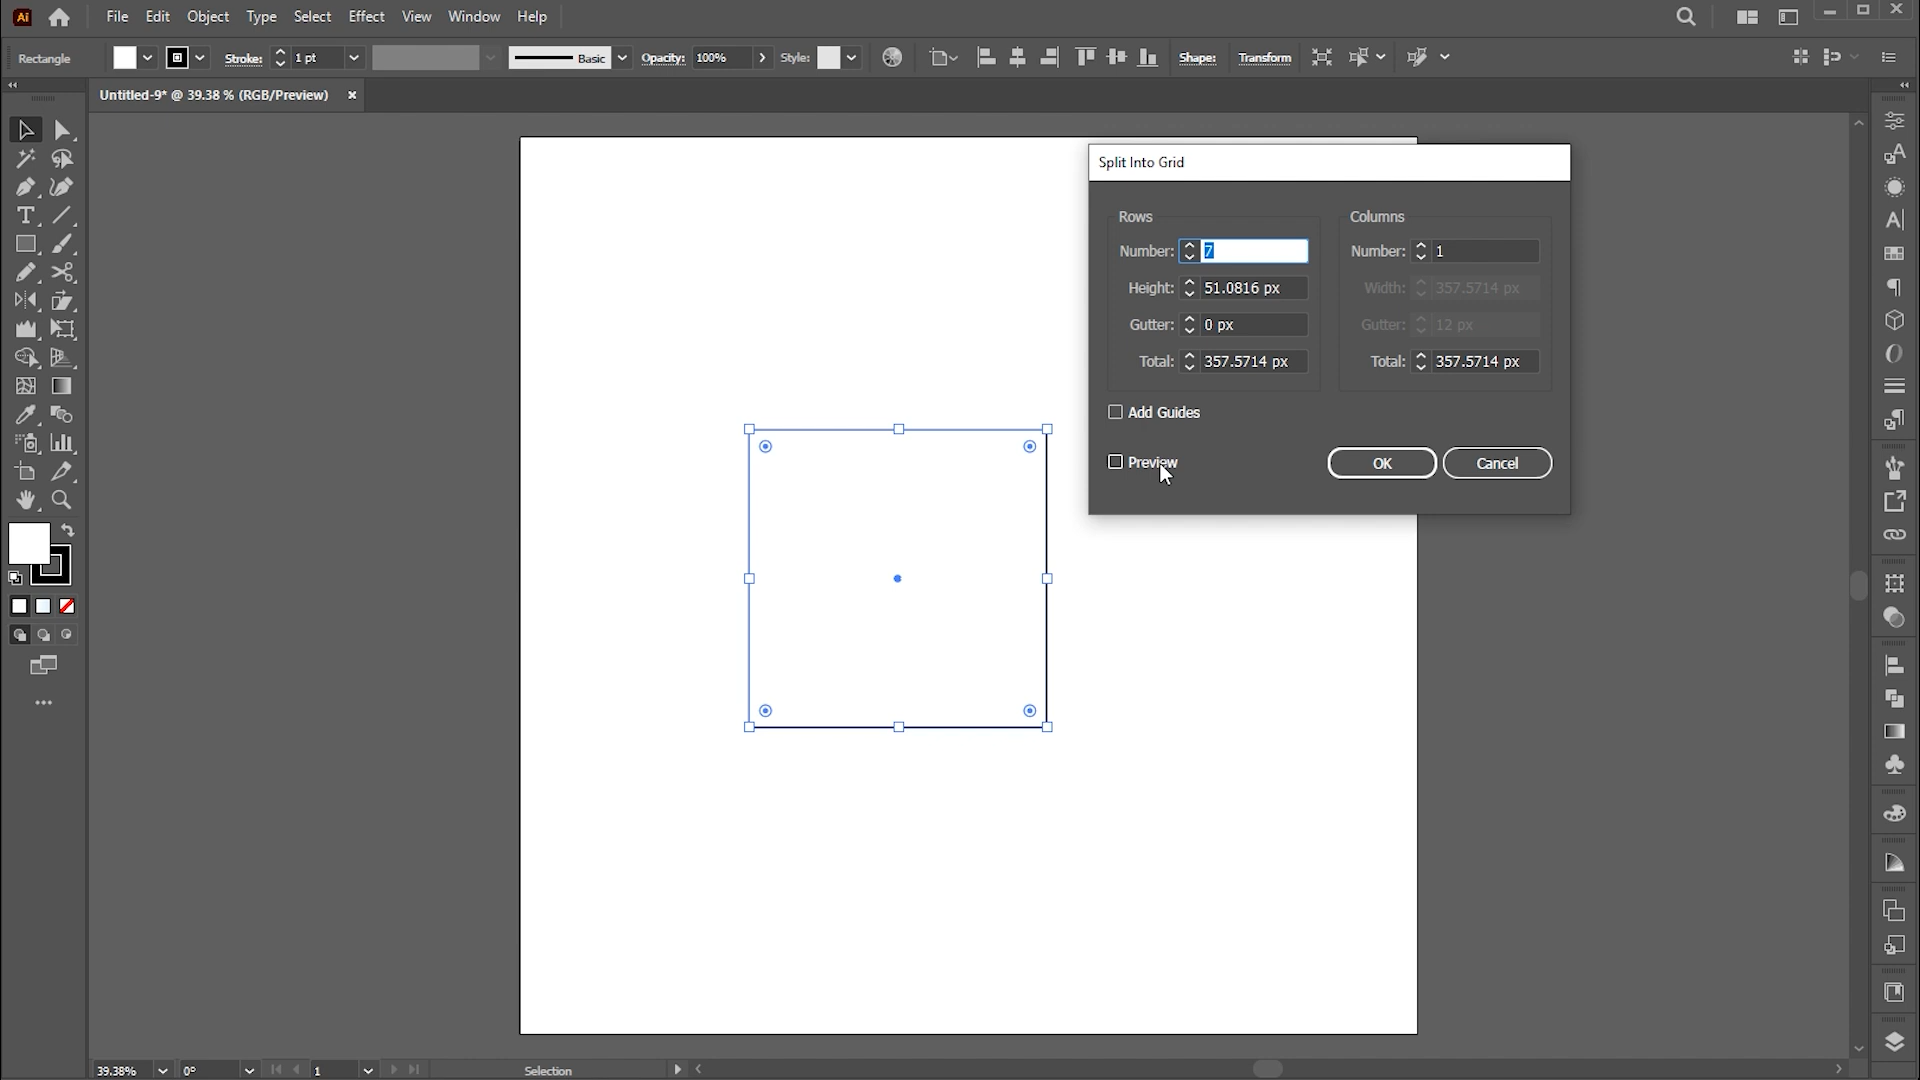 Ai File Edit Object Type Select Effect View Window Help
Rectangle Stroke: 1 pt Basic Opacity: 100% Style: Shape: Transform
Untitled-9* @ 39.38 % (RGB/Preview) ×
Split Into Grid
Rows Columns
Number: 7 Number: 1
Height: 51.0816 px Width: 357.5714 px
Gutter: 0 px Gutter: 12 px
Total: 357.5714 px Total: 357.5714 px
Add Guides
Preview OK Cancel
39.38% 0° 1 Selection